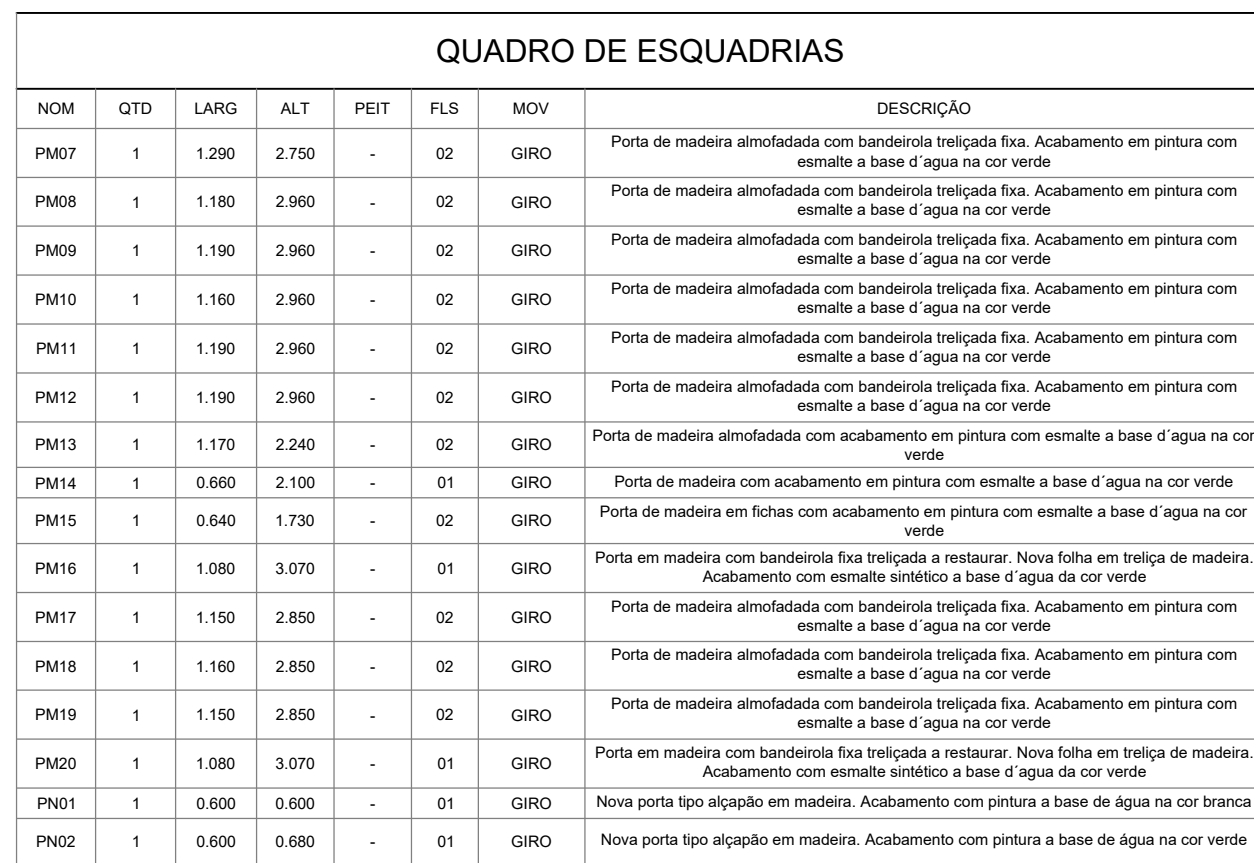 QUADRO DE ESQUADRIAS
NOM QTD LARG ALT PEIT FLS MOV DESCRIÇÃO
PM07 1 1.290 2.750 - 02 GIRO Porta de madeira almofadada com bandeirola treliçada fixa. Acabamento em pintura com
esmalte a base d´agua na cor verde
PM08 1 1.180 2.960 - 02 GIRO Porta de madeira almofadada com bandeirola treliçada fixa. Acabamento em pintura com
esmalte a base d´agua na cor verde
PM09 1 1.190 2.960 - 02 GIRO Porta de madeira almofadada com bandeirola treliçada fixa. Acabamento em pintura com
esmalte a base d´agua na cor verde
PM10 1 1.160 2.960 - 02 GIRO Porta de madeira almofadada com bandeirola treliçada fixa. Acabamento em pintura com
esmalte a base d´agua na cor verde
PM11 1 1.190 2.960 - 02 GIRO Porta de madeira almofadada com bandeirola treliçada fixa. Acabamento em pintura com
esmalte a base d´agua na cor verde
PM12 1 1.190 2.960 - 02 GIRO Porta de madeira almofadada com bandeirola treliçada fixa. Acabamento em pintura com
esmalte a base d´agua na cor verde
PM13 1 1.170 2.240 - 02 GIRO Porta de madeira almofadada com acabamento em pintura com esmalte a base d´agua na cor
verde
PM14 1 0.660 2.100 - 01 GIRO Porta de madeira com acabamento em pintura com esmalte a base d´agua na cor verde
PM15 1 0.640 1.730 - 02 GIRO Porta de madeira em fichas com acabamento em pintura com esmalte a base d´agua na cor
verde
PM16 1 1.080 3.070 - 01 GIRO Porta em madeira com bandeirola fixa treliçada a restaurar. Nova folha em treliça de madeira.
Acabamento com esmalte sintético a base d´agua da cor verde
PM17 1 1.150 2.850 - 02 GIRO Porta de madeira almofadada com bandeirola treliçada fixa. Acabamento em pintura com
esmalte a base d´agua na cor verde
PM18 1 1.160 2.850 - 02 GIRO Porta de madeira almofadada com bandeirola treliçada fixa. Acabamento em pintura com
esmalte a base d´agua na cor verde
PM19 1 1.150 2.850 - 02 GIRO Porta de madeira almofadada com bandeirola treliçada fixa. Acabamento em pintura com
esmalte a base d´agua na cor verde
PM20 1 1.080 3.070 - 01 GIRO Porta em madeira com bandeirola fixa treliçada a restaurar. Nova folha em treliça de madeira.
Acabamento com esmalte sintético a base d´agua da cor verde
PN01 1 0.600 0.600 - 01 GIRO Nova porta tipo alçapão em madeira. Acabamento com pintura a base de água na cor branca
PN02 1 0.600 0.680 - 01 GIRO Nova porta tipo alçapão em madeira. Acabamento com pintura a base de água na cor verde